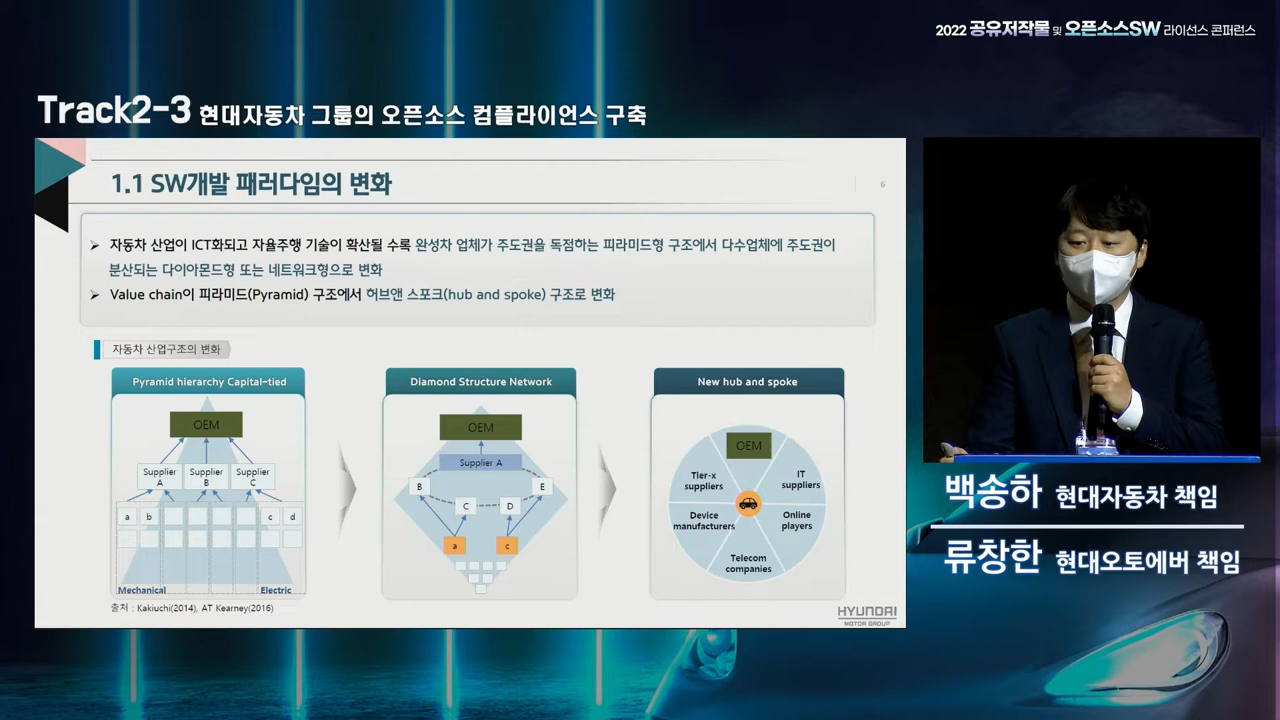 2022 공유저작물 및 오픈소스SW 라이선스 콘퍼런스
Track2-3 현대자동차 그룹의 오픈소스 컴플라이언스 구축
1.1 SW개발 패러다임의 변화
6
➢ 자동차 산업이 ICT화되고 자율주행 기술이 확산될 수록 완성차 업체가 주도권을 독점하는 피라미드형 구조에서 다수업체에 주도권이
분산되는 다이아몬드형 또는 네트워크형으로 변화
➢ Value chain이 피라미드(Pyramid) 구조에서 허브앤 스포크(hub and spoke) 구조로 변화
자동차 산업구조의 변화
Pyramid hierarchy Capital-tied
OEM
Supplier A
Supplier B
Supplier C
a
b
c
d
Mechanical
Electric
Diamond Structure Network
OEM
Supplier A
B
E
C
D
a
c
New hub and spoke
OEM
Tier-x
suppliers
IT
suppliers
Device
manufacturers
Online
players
Telecom
companies
출처 : Kakiuchi(2014), AT Kearney(2016)
HYUNDAI
MOTOR GROUP
백송하 현대자동차 책임
류창한 현대오토에버 책임